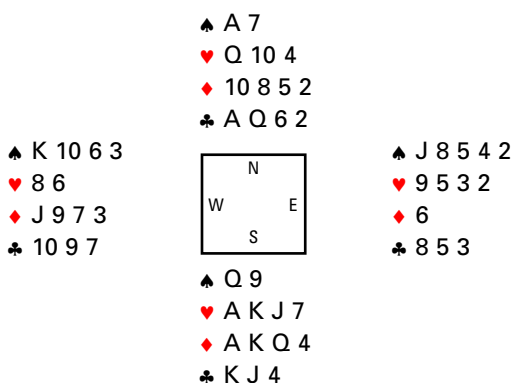 ♠ A 7
♥ Q 10 4
♦ 10 8 5 2
♣ A Q 6 2
♠ K 10 6 3
♥ 8 6
♦ J 9 7 3
♣ 10 9 7
N
W E
S
♠ J 8 5 4 2
♥ 9 5 3 2
♦ 6
♣ 8 5 3
♠ Q 9
♥ A K J 7
♦ A K Q 4
♣ K J 4